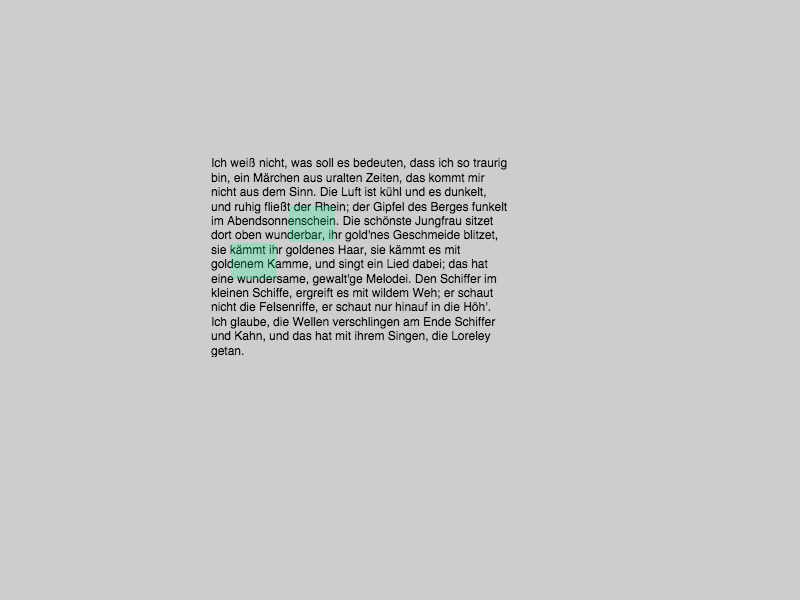 Ich weiß nicht, was soll es bedeuten, dass ich so traurig
bin, ein Märchen aus uralten Zeiten, das kommt mir
nicht aus dem Sinn. Die Luft ist kühl und es dunkelt,
und ruhig fließt der Rhein; der Gipfel des Berges funkelt
im Abendsonnenschein. Die schönste Jungfrau sitzet
dort oben wunderbar, ihr gold'nes Geschmeide blitzet,
sie kämmt ihr goldenes Haar, sie kämmt es mit
goldenem Kamme, und singt ein Lied dabei; das hat
eine wundersame, gewalt'ge Melodei. Den Schiffer im
kleinen Schiffe, ergreift es mit wildem Weh; er schaut
nicht die Felsenriffe, er schaut nur hinauf in die Höh'.
Ich glaube, die Wellen verschlingen am Ende Schiffer
und Kahn, und das hat mit ihrem Singen, die Loreley
getan.